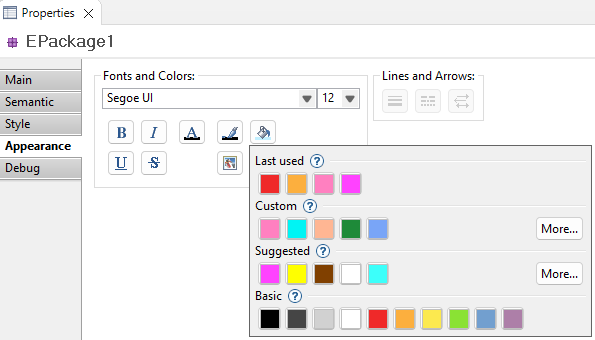 Properties
EPackage1
Main
Semantic
Style
Appearance
Debug
Fonts and Colors:
Segoe UI
12
B I A
U S
Lines and Arrows:
Last used ?
Custom ?
More...
Suggested ?
More...
Basic ?